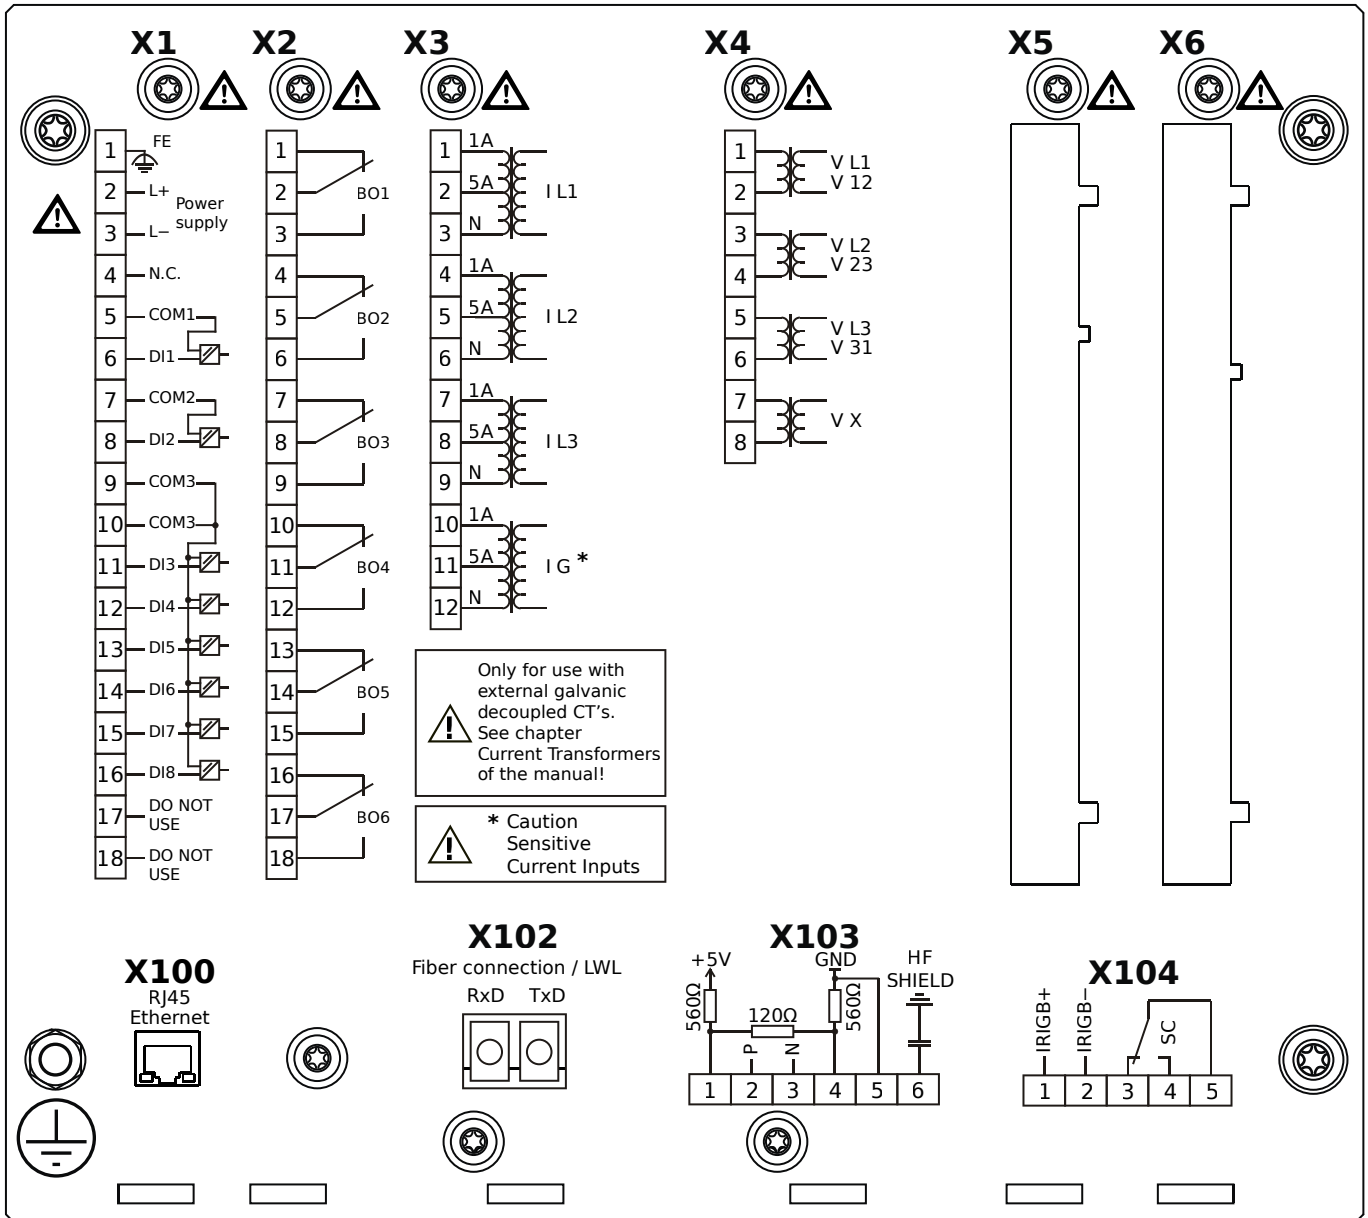 X1
X2
X3
X4
X5
X6
1 FE
2 L+
Power
supply
3 L−
4 N.C.
5 COM1
6 DI1
7 COM2
8 DI2
9 COM3
10 COM3
11 DI3
12 DI4
13 DI5
14 DI6
15 DI7
16 DI8
17 DO NOT
USE
18 DO NOT
USE
1
2 BO1
3
4
5 BO2
6
7
8 BO3
9
10
11 BO4
12
13
14 BO5
15
16
17 BO6
18
1 1A
2 5A I L1
3 N
4 1A
5 5A I L2
6 N
7 1A
8 5A I L3
9 N
10 1A
11 5A I G *
12 N
Only for use with
external galvanic
decoupled CT's.
See chapter
Current Transformers
of the manual!
* Caution
Sensitive
Current Inputs
1 V L1
2 V 12
3 V L2
4 V 23
5 V L3
6 V 31
7 V X
8
X100
RJ45
Ethernet
X102
Fiber connection / LWL
RxD TxD
X103
+5V GND HF
SHIELD
560Ω 120Ω 560Ω
P N
1 2 3 4 5 6
X104
IRIGB+ IRIGB− SC
1 2 3 4 5